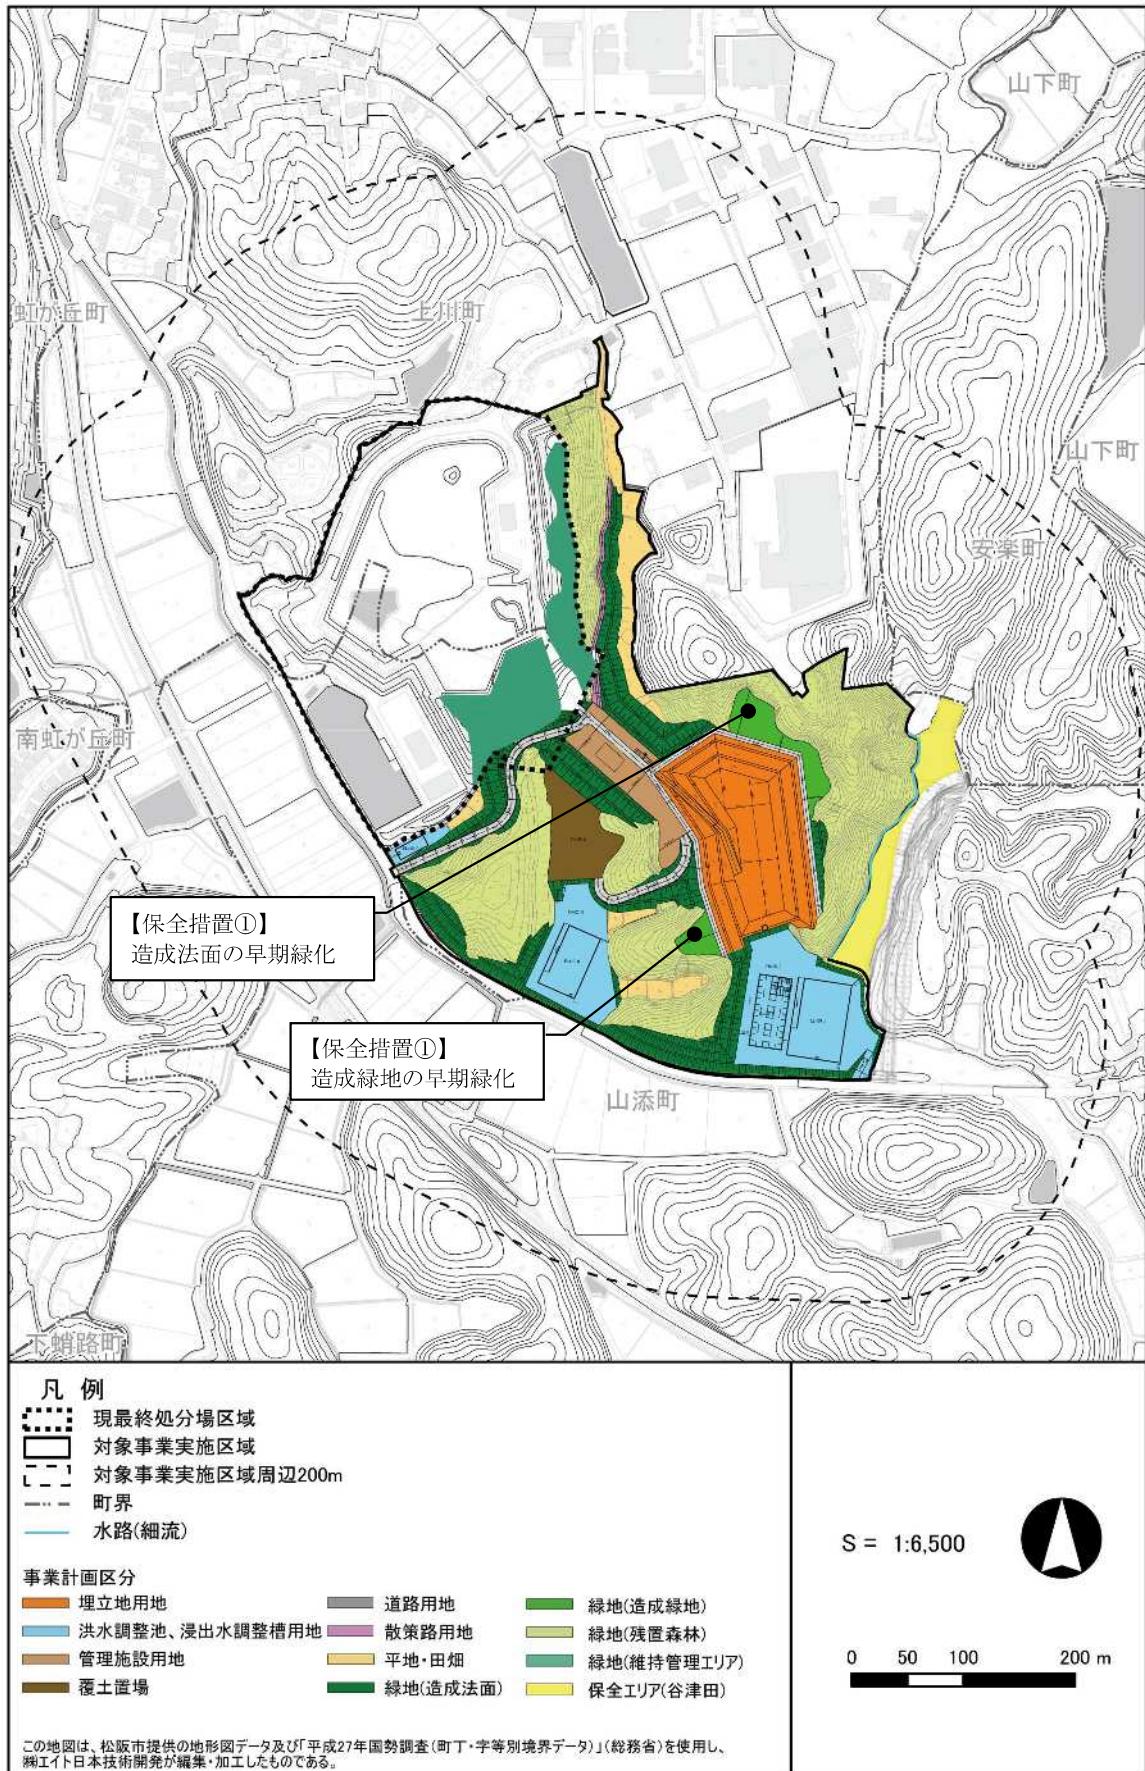 山下町
虹が丘町
上川町
山下町
安楽町
南虹が丘町
【保全措置①】
造成法面の早期緑化
【保全措置①】
造成緑地の早期緑化
山添町
下蛸路町
凡 例
現最終処分場区域
対象事業実施区域
対象事業実施区域周辺200m
町界
水路(細流)
事業計画区分
埋立地用地
洪水調整池、浸出水調整槽用地
管理施設用地
覆土置場
道路用地
散策路用地
平地・田畑
緑地(造成法面)
緑地(造成緑地)
緑地(残置森林)
緑地(維持管理エリア)
保全エリア(谷津田)
S = 1:6,500
0 50 100 200 m
この地図は、松阪市提供の地形図データ及び「平成27年国勢調査(町丁・字等別境界データ)」(総務省)を使用し、
㈱エイト日本技術開発が編集・加工したものである。